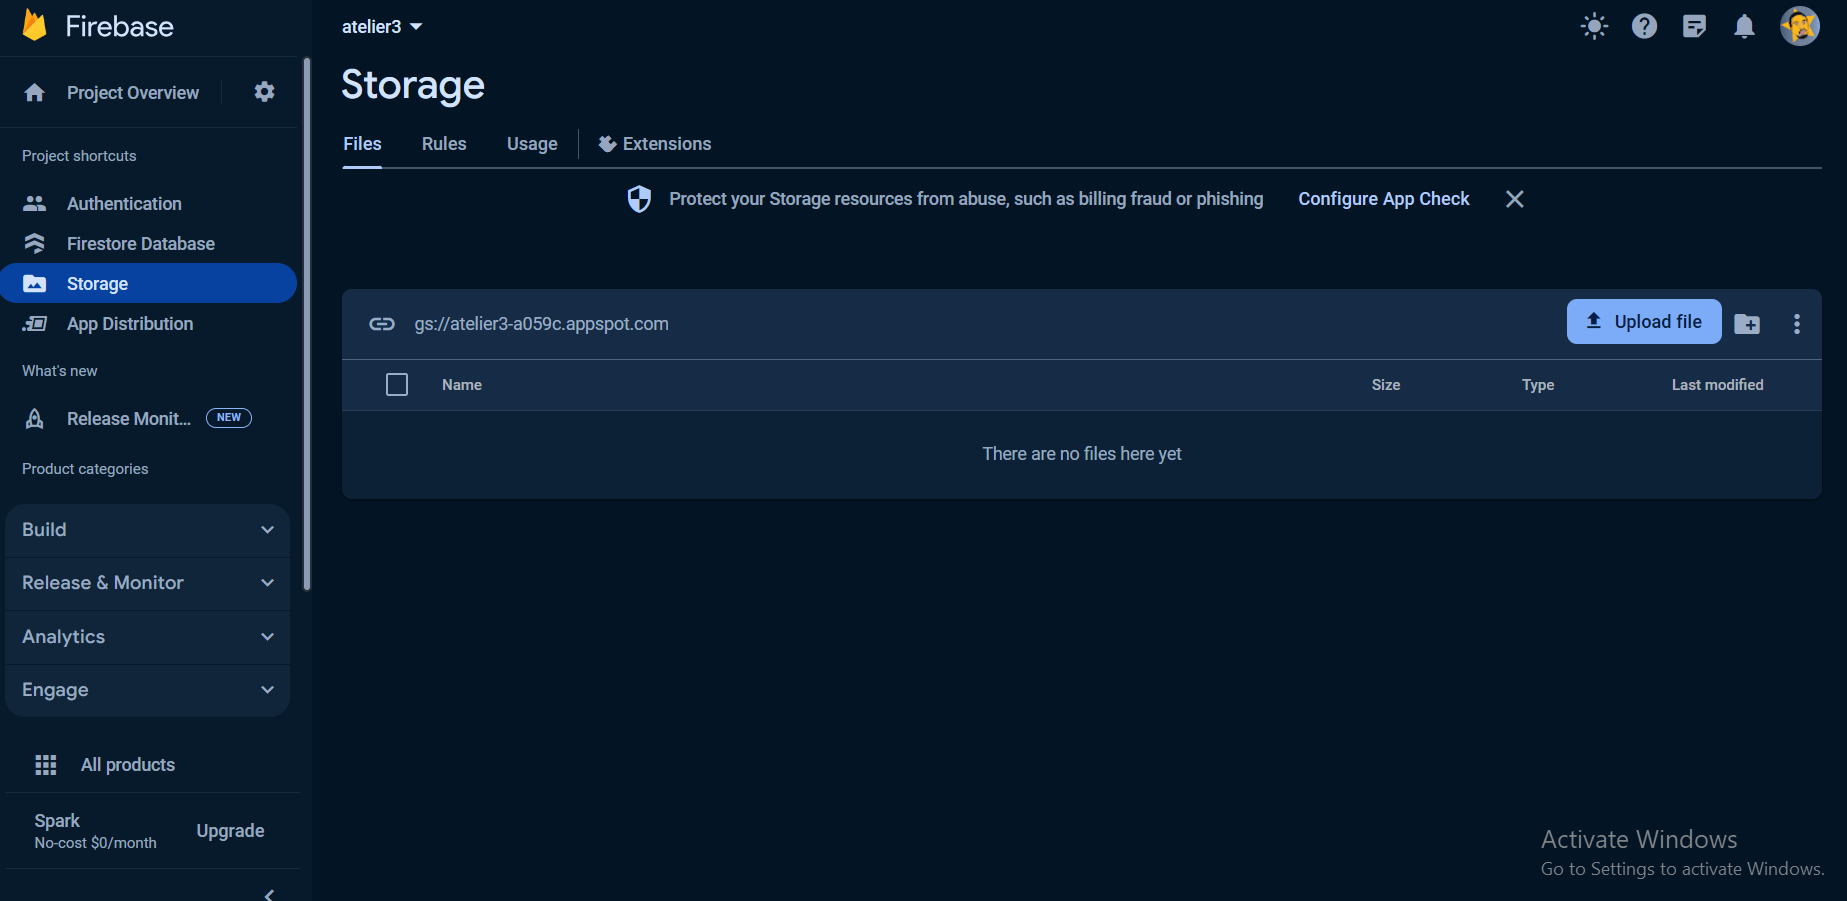 Firebase
atelier3
Project Overview
Storage
Files Rules Usage Extensions
Project shortcuts
Protect your Storage resources from abuse, such as billing fraud or phishing Configure App Check
Authentication
Firestore Database
Storage
App Distribution
gs://atelier3-a059c.appspot.com
Upload file
What's new
Name Size Type Last modified
Release Monit... NEW
There are no files here yet
Product categories
Build
Release & Monitor
Analytics
Engage
All products
Spark
No-cost $0/month
Upgrade
Activate Windows
Go to Settings to activate Windows.